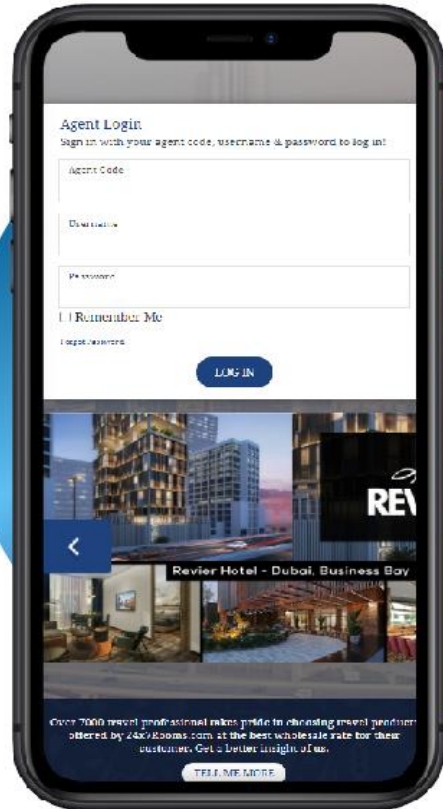 Agent Login
Sign in with your agent code, username & password to log in!
Agent Code
Username
Password
Remember Me
Forgot Password
LOG IN
REV
Revier Hotel - Dubai, Business Bay
Over 7000 travel professional takes pride in choosing travel product
offered by 24x7Rooms.com at the best wholesale rate for their
customer. Get a better insight of us.
TELL ME MORE